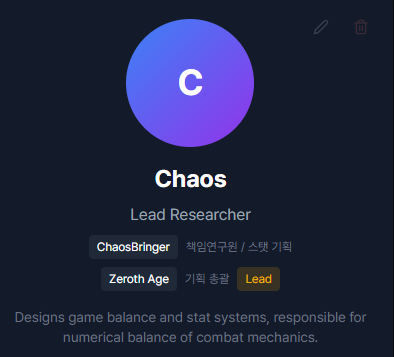 C
Chaos
Lead Researcher
ChaosBringer 책임연구원 / 스탯 기획
Zeroth Age 기획 총괄 Lead
Designs game balance and stat systems, responsible for
numerical balance of combat mechanics.